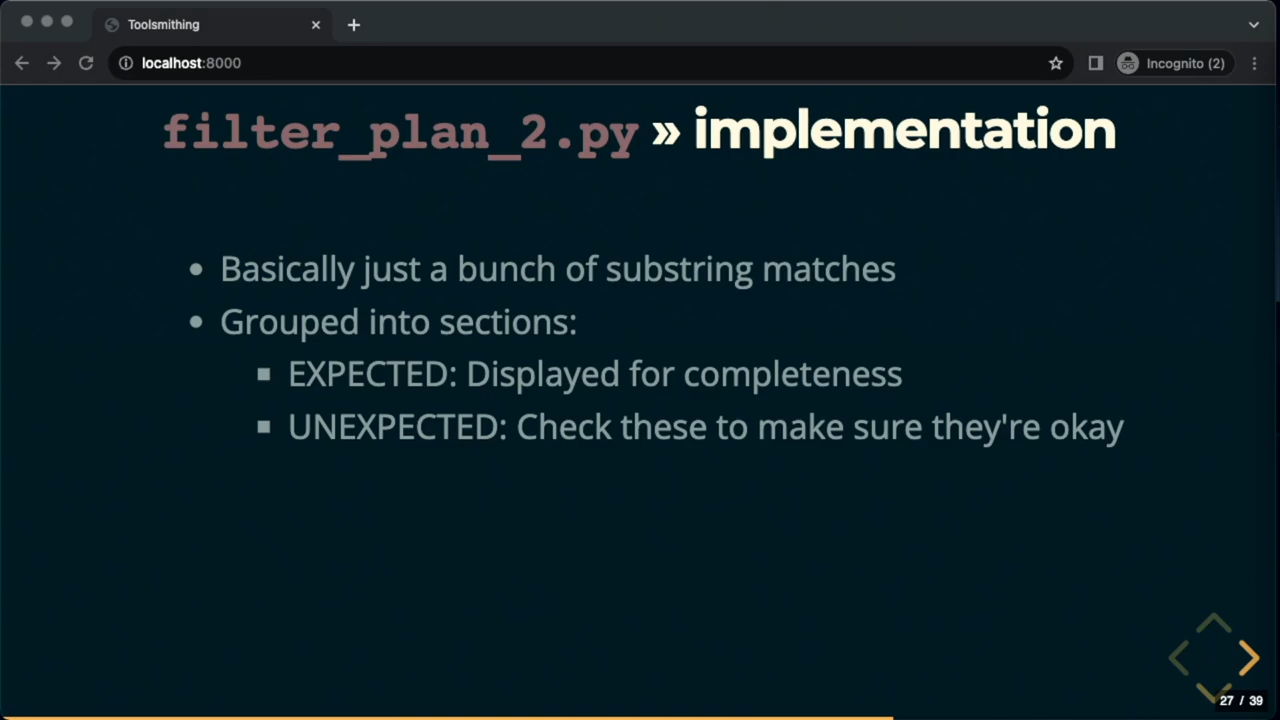 Toolsmithing
localhost:8000
Incognito (2)
filter_plan_2.py » implementation
Basically just a bunch of substring matches
Grouped into sections:
EXPECTED: Displayed for completeness
UNEXPECTED: Check these to make sure they're okay
27 / 39